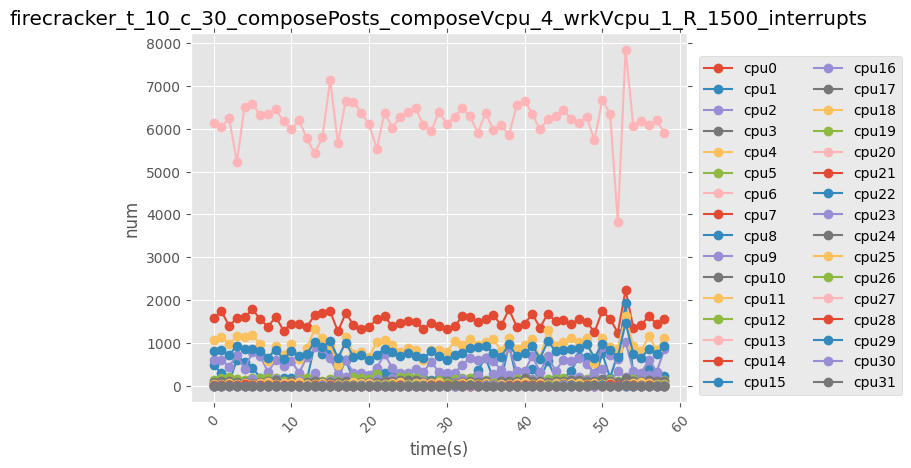 firecracker_t_10_c_30_composePosts_composeVcpu_4_wrkVcpu_1_R_1500_interrupts
8000
7000
6000
5000
4000
3000
2000
1000
0
num
0
10
20
30
40
50
60
time(s)
cpu0
cpu1
cpu2
cpu3
cpu4
cpu5
cpu6
cpu7
cpu8
cpu9
cpu10
cpu11
cpu12
cpu13
cpu14
cpu15
cpu16
cpu17
cpu18
cpu19
cpu20
cpu21
cpu22
cpu23
cpu24
cpu25
cpu26
cpu27
cpu28
cpu29
cpu30
cpu31